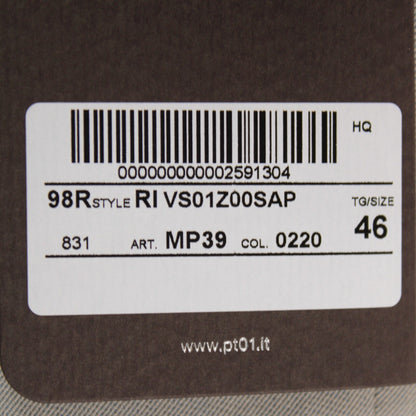 HQ
000000000002591304
98R STYLE RI VS01Z00SAP TG/SIZE
831 ART. MP39 COL. 0220 46
www.pt01.it